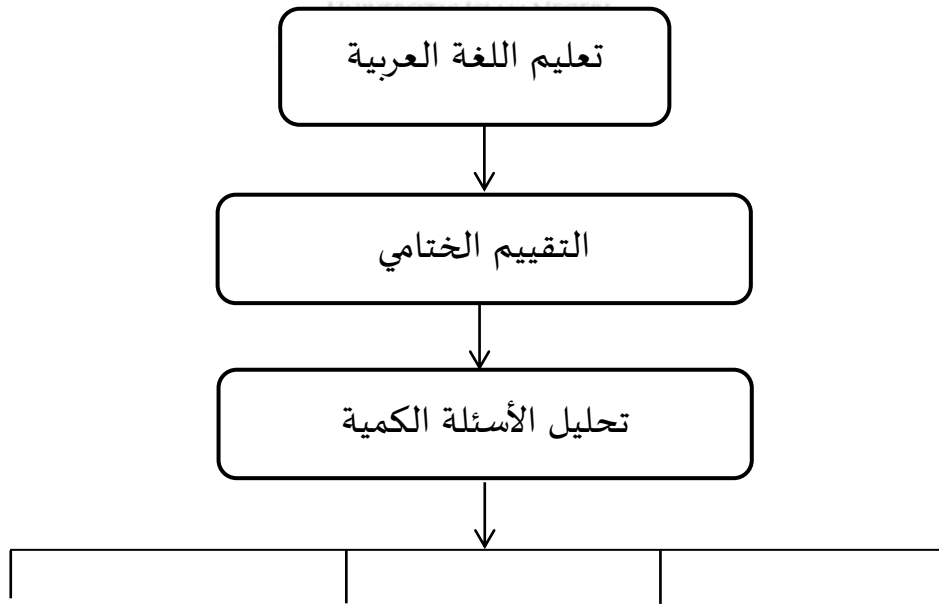 تعليم اللغة العربية
التقييم الختامي
تحليل الأسئلة الكمية